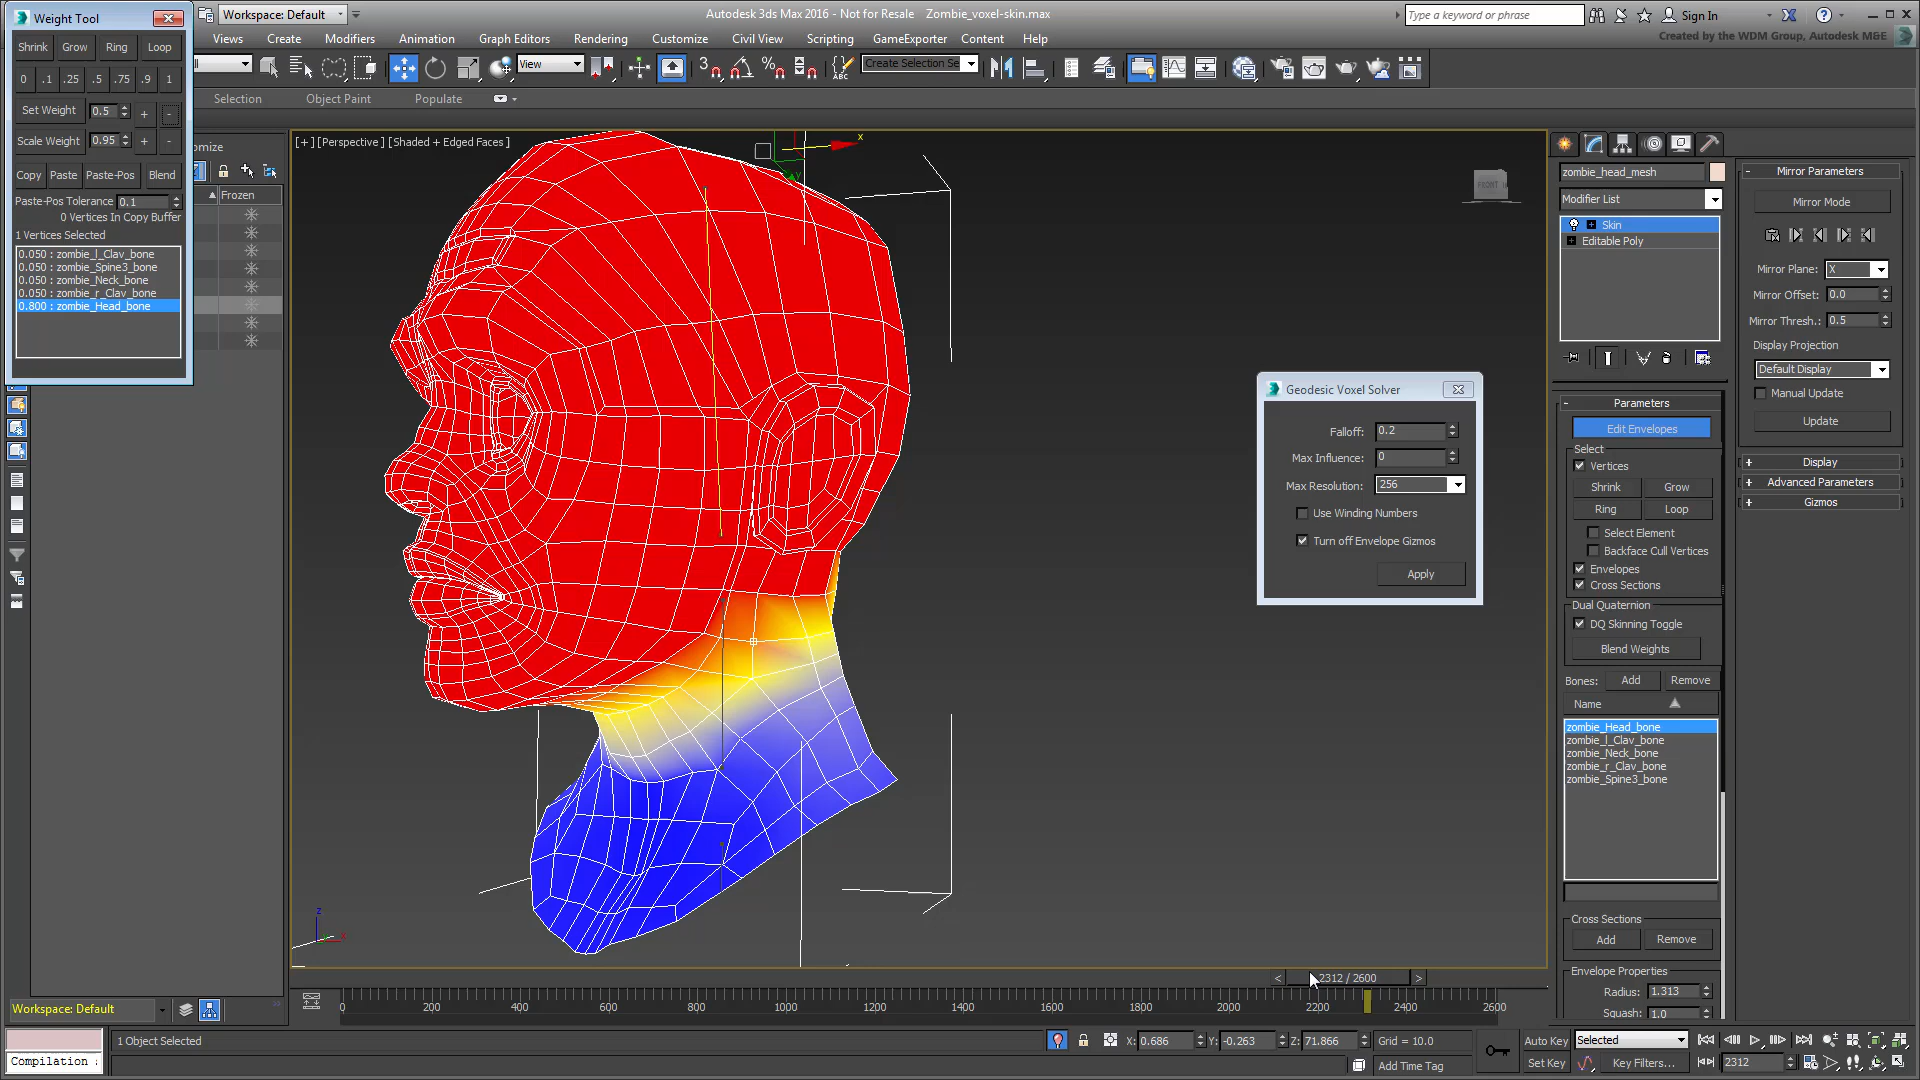 Weight Tool
Workspace: Default
Autodesk 3ds Max 2016 - Not for Resale Zombie_voxel-skin.max
Type a keyword or phrase
Sign In
Created by the WDM Group, Autodesk M&E
Views Create Modifiers Animation Graph Editors Rendering Customize Civil View Scripting GameExporter Content Help
Shrink Grow Ring Loop
0 .1 .25 .5 .75 .9 1
View
Create Selection Se
Selection Object Paint Populate
Set Weight 0.5 + -
Scale Weight 0.95 + -
Copy Paste Paste-Pos Blend
Paste-Pos Tolerance 0.1
0 Vertices In Copy Buffer
1 Vertices Selected
0.050 : zombie_l_Clav_bone
0.050 : zombie_Spine3_bone
0.050 : zombie_Neck_bone
0.050 : zombie_r_Clav_bone
0.800 : zombie_Head_bone
omize
Frozen
[+] [Perspective ] [Shaded + Edged Faces ]
x
y
FRONT
z
x
Geodesic Voxel Solver
Falloff: 0.2
Max Influence: 0
Max Resolution: 256
Use Winding Numbers
Turn off Envelope Gizmos
Apply
zombie_head_mesh
Modifier List
Skin
Editable Poly
Parameters
Edit Envelopes
Select
Vertices
Shrink Grow
Ring Loop
Select Element
Backface Cull Vertices
Envelopes
Cross Sections
Dual Quaternion
DQ Skinning Toggle
Blend Weights
Bones: Add Remove
Name
zombie_Head_bone
zombie_l_Clav_bone
zombie_Neck_bone
zombie_r_Clav_bone
zombie_Spine3_bone
Cross Sections
Add Remove
Envelope Properties
Radius: 1.313
Squash: 1.0
Mirror Parameters
Mirror Mode
Mirror Plane: X
Mirror Offset: 0.0
Mirror Thresh.: 0.5
Display Projection
Default Display
Manual Update
Update
Display
Advanced Parameters
Gizmos
< 2312 / 2600 >
0 200 400 600 800 1000 1200 1400 1600 1800 2000 2200 2400 2600
Workspace: Default
1 Object Selected
X: 0.686 Y: -0.263 Z: 71.866 Grid = 10.0
Auto Key Selected
Compilation :
Add Time Tag
Set Key Key Filters... 2312